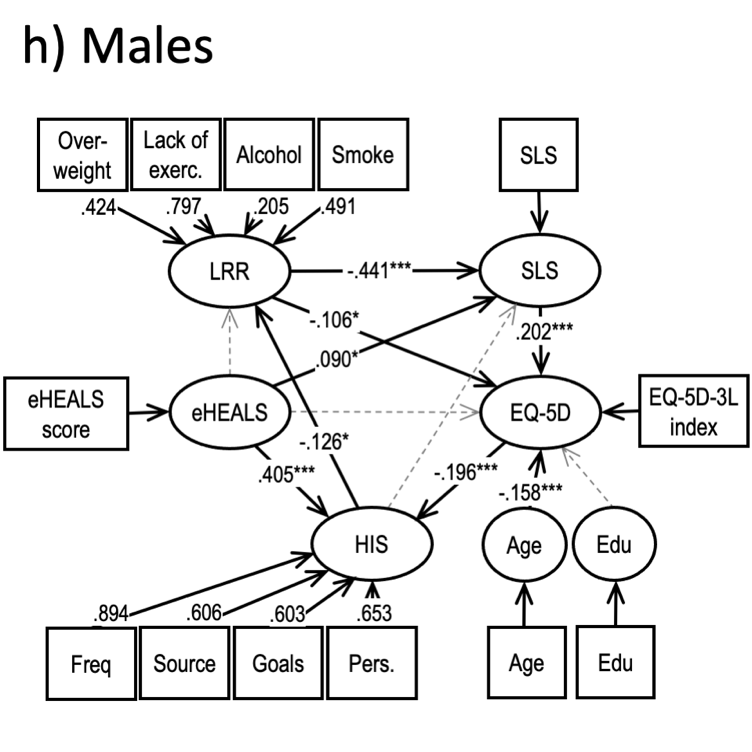 h) Males
Over-
weight
Lack of
exerc.
Alcohol
Smoke
SLS
.424
.797
.205
.491
LRR
-.441***
SLS
-.106*
.202***
.090*
eHEALS
score
eHEALS
EQ-5D
EQ-5D-3L
index
-.126*
.405***
-.196***
-.158***
HIS
Age
Edu
.894
.606
.603
.653
Freq
Source
Goals
Pers.
Age
Edu